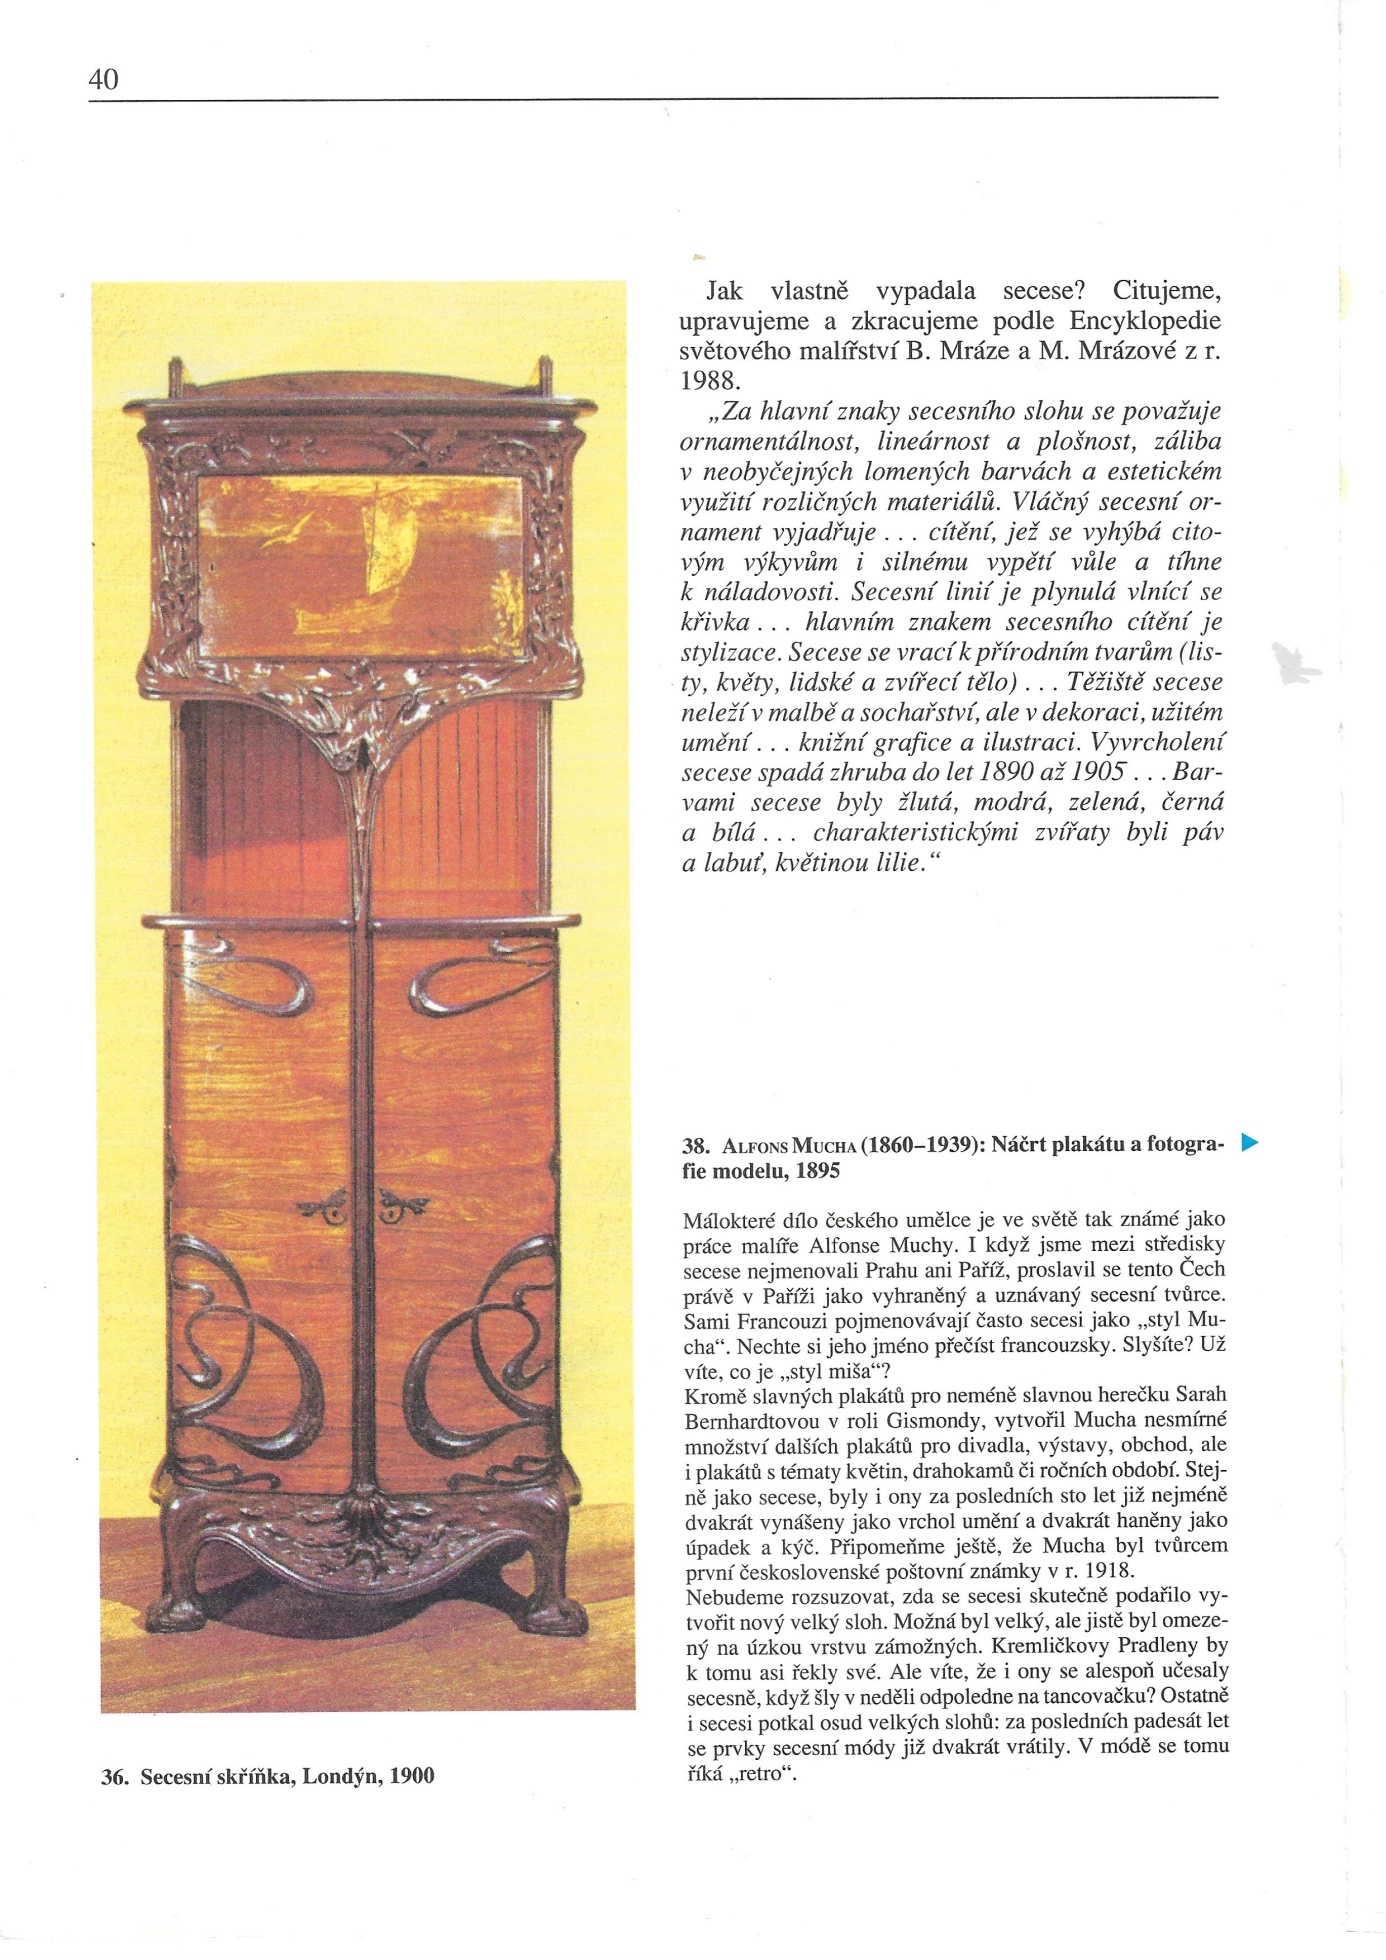 40
Jak vlastně vypadala secese? Citujeme,
upravujeme a zkracujeme podle Encyklopedie
světového malířství B. Mráze a M. Mrázové z r.
1988.
„Za hlavní znaky secesního slohu se považuje
ornamentálnost, lineárnost a plošnost, záliba
v neobyčejných lomených barvách a estetickém
využití rozličných materiálů. Vláčný secesní or-
nament vyjadřuje . . . cítění, jež se vyhýbá cito-
vým výkyvům i silnému vypětí vůle a tíhne
k náladovosti. Secesní linií je plynulá vlnící se
křivka . . . hlavním znakem secesního cítění je
stylizace. Secese se vrací k přírodním tvarům (lis-
ty, květy, lidské a zvířecí tělo) . . . Těžiště secese
neleží v malbě a sochařství, ale v dekoraci, užitém
umění . . . knižní grafice a ilustraci. Vyvrcholení
secese spadá zhruba do let 1890 až 1905 . . . Bar-
vami secese byly žlutá, modrá, zelená, černá
a bílá . . . charakteristickými zvířaty byli páv
a labuť, květinou lilie.“
38. ALFONS MUCHA (1860–1939): Náčrt plakátu a fotogra-
fie modelu, 1895
Málokteré dílo českého umělce je ve světě tak známé jako
práce malíře Alfonse Muchy. I když jsme mezi středisky
secese nejmenovali Prahu ani Paříž, proslavil se tento Čech
právě v Paříži jako vyhraněný a uznávaný secesní tvůrce.
Sami Francouzi pojmenovávají často secesi jako „styl Mu-
cha“. Nechte si jeho jméno přečíst francouzsky. Slyšíte? Už
víte, co je „styl miša“?
Kromě slavných plakátů pro neméně slavnou herečku Sarah
Bernhardtovou v roli Gismondy, vytvořil Mucha nesmírné
množství dalších plakátů pro divadla, výstavy, obchod, ale
i plakátů s tématy květin, drahokamů či ročních období. Stej-
ně jako secese, byly i ony za posledních sto let již nejméně
dvakrát vynášeny jako vrchol umění a dvakrát haněny jako
úpadek a kýč. Připomeňme ještě, že Mucha byl tvůrcem
první československé poštovní známky v r. 1918.
Nebudeme rozsuzovat, zda se secesi skutečně podařilo vy-
tvořit nový velký sloh. Možná byl velký, ale jistě byl omeze-
ný na úzkou vrstvu zámožných. Kremličkovy Pradleny by
k tomu asi řekly své. Ale víte, že i ony se alespoň učesaly
secesně, když šly v neděli odpoledne na tancovačku? Ostatně
i secesi potkal osud velkých slohů: za posledních padesát let
se prvky secesní módy již dvakrát vrátily. V módě se tomu
říká „retro“.
36. Secesní skříňka, Londýn, 1900